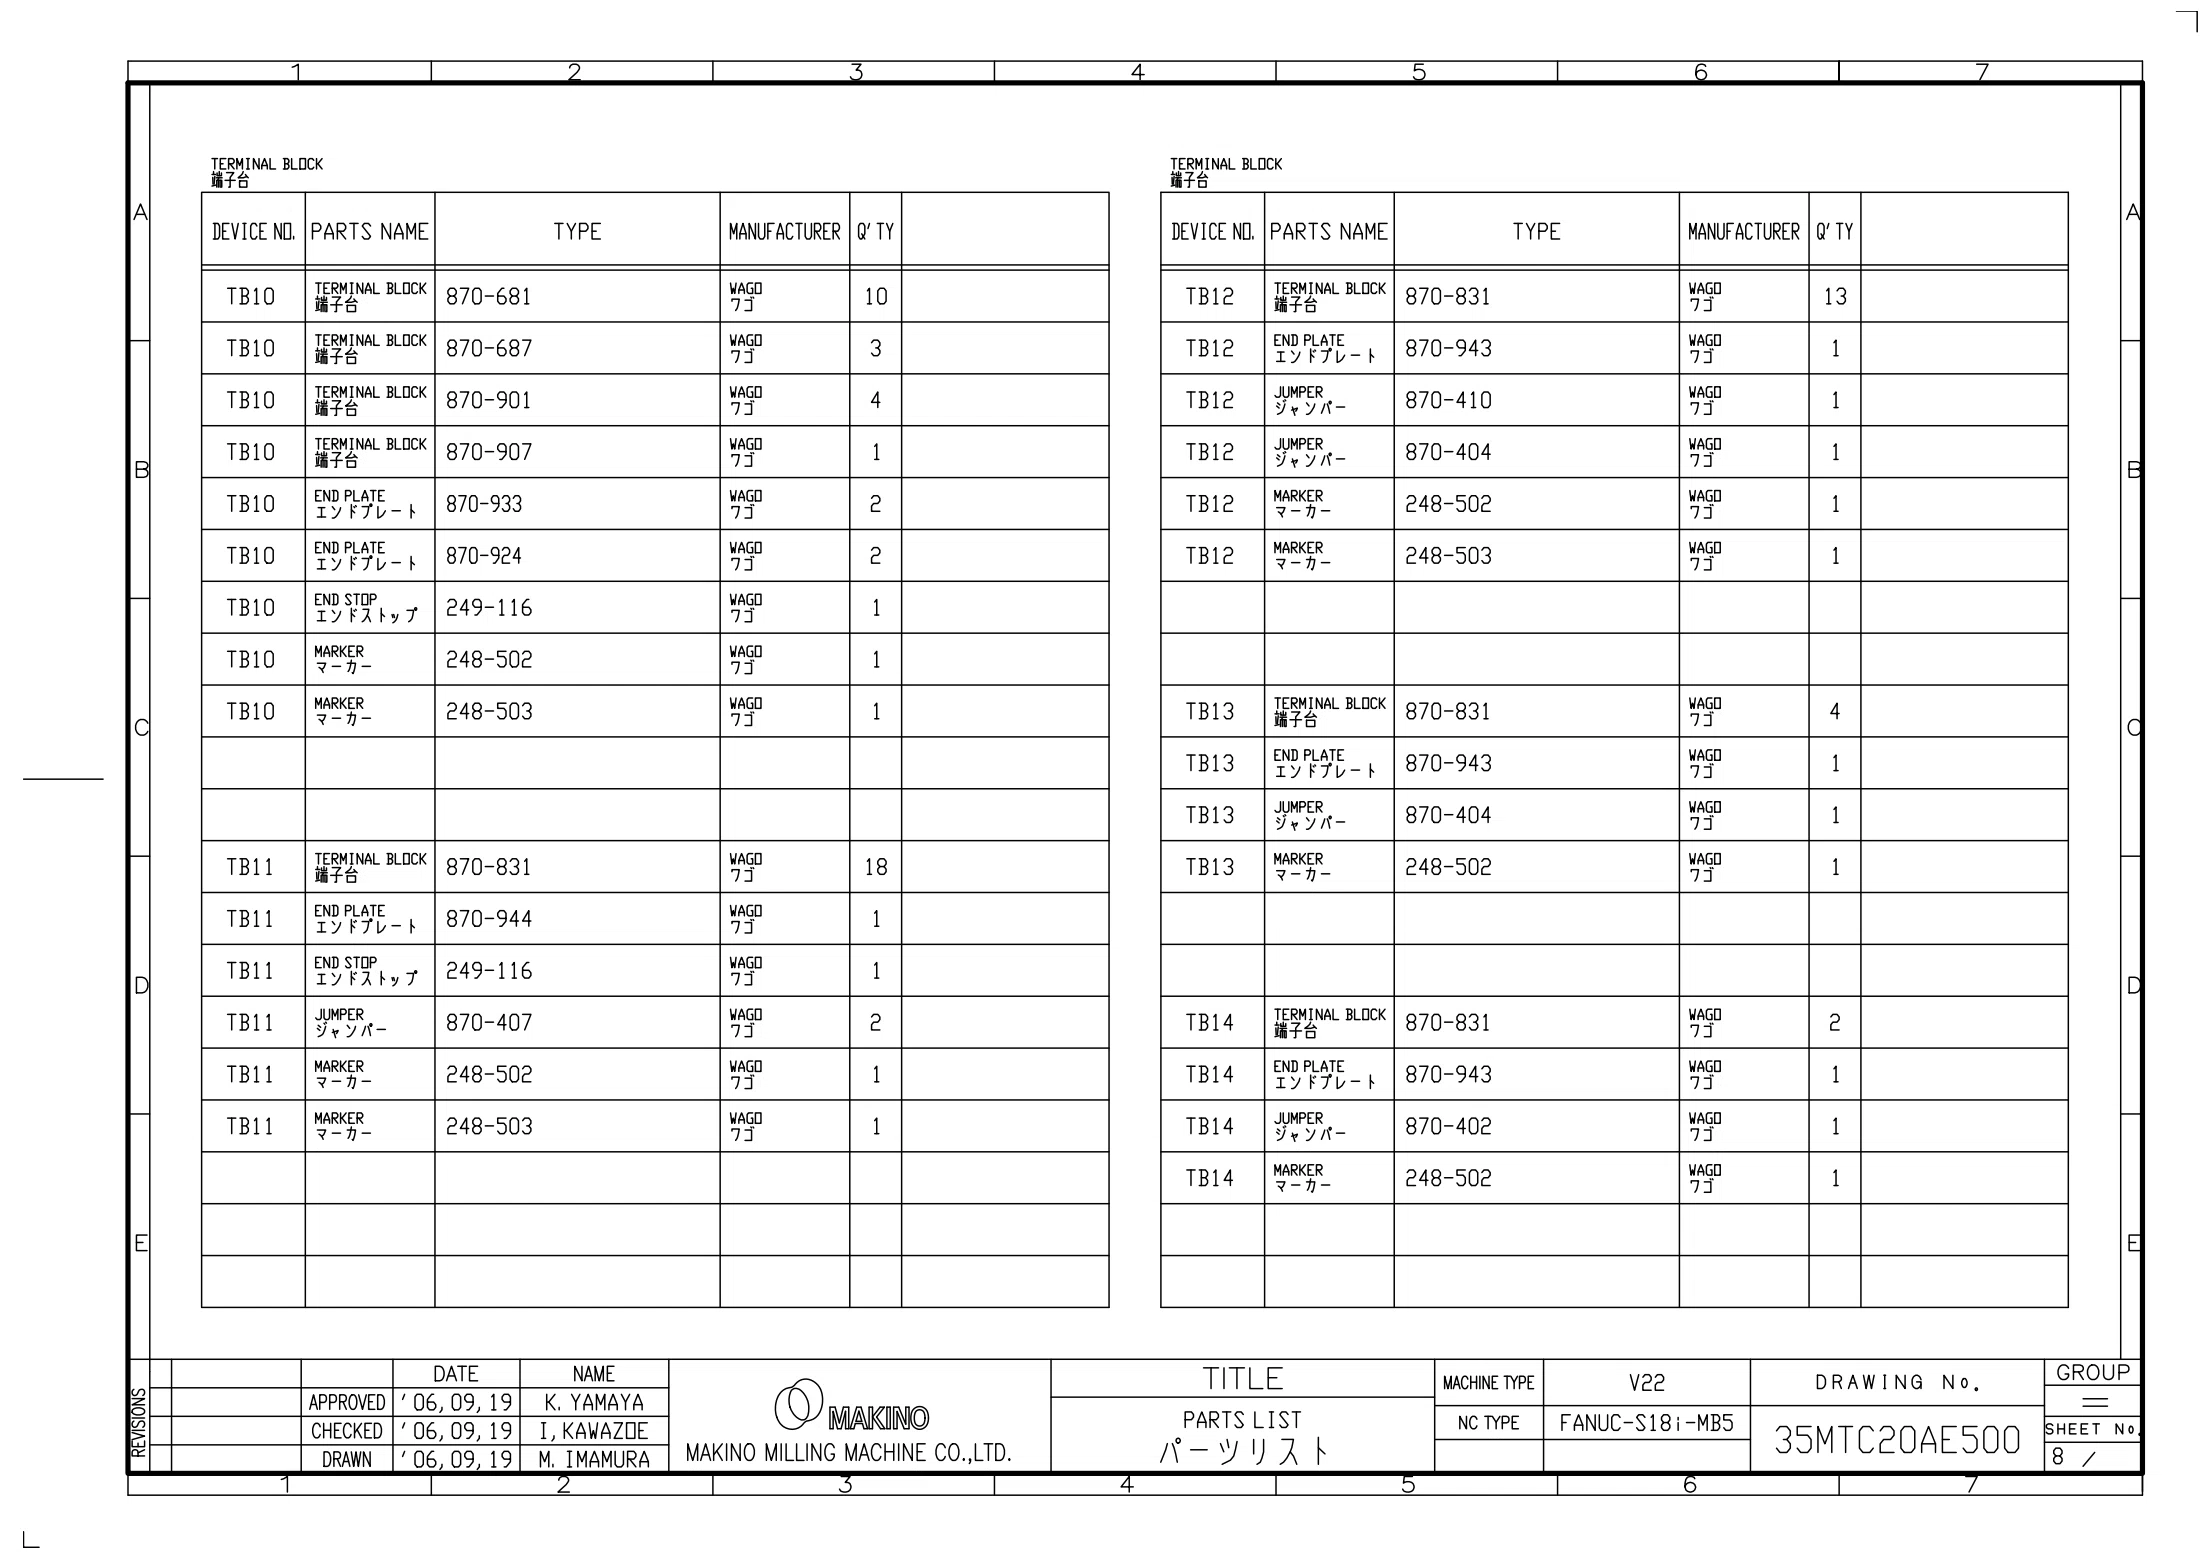 1 2 3 4 5 6 7
A A
B B
C C
D D
E E
TERMINAL BLOCK
端子台
DEVICE NO. PARTS NAME TYPE MANUFACTURER Q'TY
TB10 TERMINAL BLOCK 端子台 870-681 WAGO ワゴ 10
TB10 TERMINAL BLOCK 端子台 870-687 WAGO ワゴ 3
TB10 TERMINAL BLOCK 端子台 870-901 WAGO ワゴ 4
TB10 TERMINAL BLOCK 端子台 870-907 WAGO ワゴ 1
TB10 END PLATE エンドプレート 870-933 WAGO ワゴ 2
TB10 END PLATE エンドプレート 870-924 WAGO ワゴ 2
TB10 END STOP エンドストップ 249-116 WAGO ワゴ 1
TB10 MARKER マーカー 248-502 WAGO ワゴ 1
TB10 MARKER マーカー 248-503 WAGO ワゴ 1
TB11 TERMINAL BLOCK 端子台 870-831 WAGO ワゴ 18
TB11 END PLATE エンドプレート 870-944 WAGO ワゴ 1
TB11 END STOP エンドストップ 249-116 WAGO ワゴ 1
TB11 JUMPER ジャンパー 870-407 WAGO ワゴ 2
TB11 MARKER マーカー 248-502 WAGO ワゴ 1
TB11 MARKER マーカー 248-503 WAGO ワゴ 1
TERMINAL BLOCK
端子台
DEVICE NO. PARTS NAME TYPE MANUFACTURER Q'TY
TB12 TERMINAL BLOCK 端子台 870-831 WAGO ワゴ 13
TB12 END PLATE エンドプレート 870-943 WAGO ワゴ 1
TB12 JUMPER ジャンパー 870-410 WAGO ワゴ 1
TB12 JUMPER ジャンパー 870-404 WAGO ワゴ 1
TB12 MARKER マーカー 248-502 WAGO ワゴ 1
TB12 MARKER マーカー 248-503 WAGO ワゴ 1
TB13 TERMINAL BLOCK 端子台 870-831 WAGO ワゴ 4
TB13 END PLATE エンドプレート 870-943 WAGO ワゴ 1
TB13 JUMPER ジャンパー 870-404 WAGO ワゴ 1
TB13 MARKER マーカー 248-502 WAGO ワゴ 1
TB14 TERMINAL BLOCK 端子台 870-831 WAGO ワゴ 2
TB14 END PLATE エンドプレート 870-943 WAGO ワゴ 1
TB14 JUMPER ジャンパー 870-402 WAGO ワゴ 1
TB14 MARKER マーカー 248-502 WAGO ワゴ 1
REVISIONS
DATE NAME
APPROVED '06,09,19 K. YAMAYA
CHECKED '06,09,19 I,KAWAZOE
DRAWN '06,09,19 M. IMAMURA
MAKINO
MAKINO MILLING MACHINE CO.,LTD.
TITLE
PARTS LIST
パーツリスト
MACHINE TYPE V22
NC TYPE FANUC-S18i-MB5
DRAWING No.
35MTC20AE500
GROUP
=
SHEET No.
8 /
1 2 3 4 5 6 7